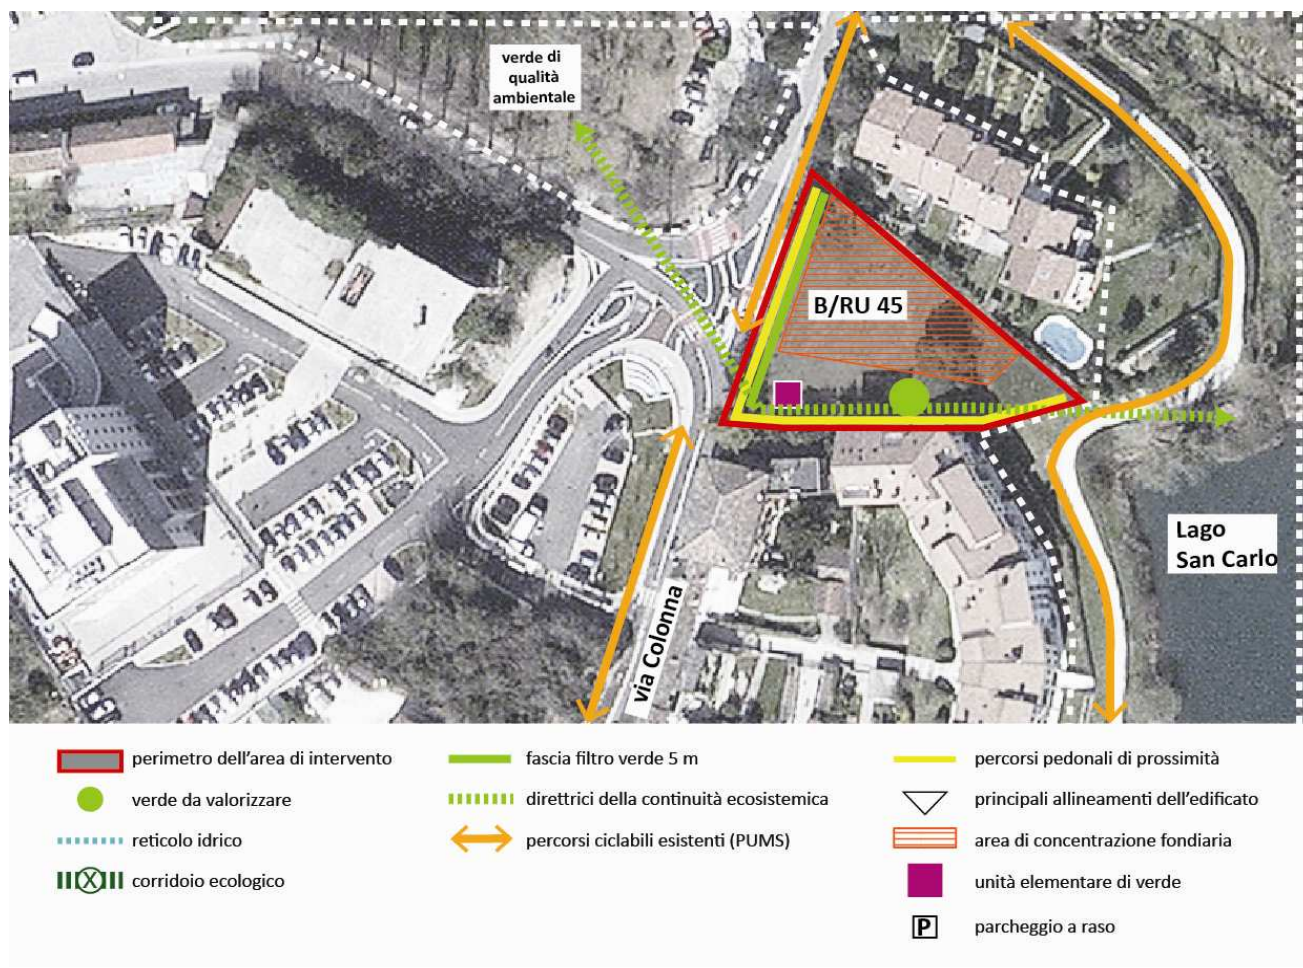 verde di
qualità
ambientale
B/RU 45
Lago
San Carlo
via Colonna
perimetro dell'area di intervento
verde da valorizzare
reticolo idrico
X
corridoio ecologico
fascia filtro verde 5 m
direttrici della continuità ecosistemica
percorsi ciclabili esistenti (PUMS)
percorsi pedonali di prossimità
principali allineamenti dell'edificato
area di concentrazione fondiaria
unità elementare di verde
P
parcheggio a raso